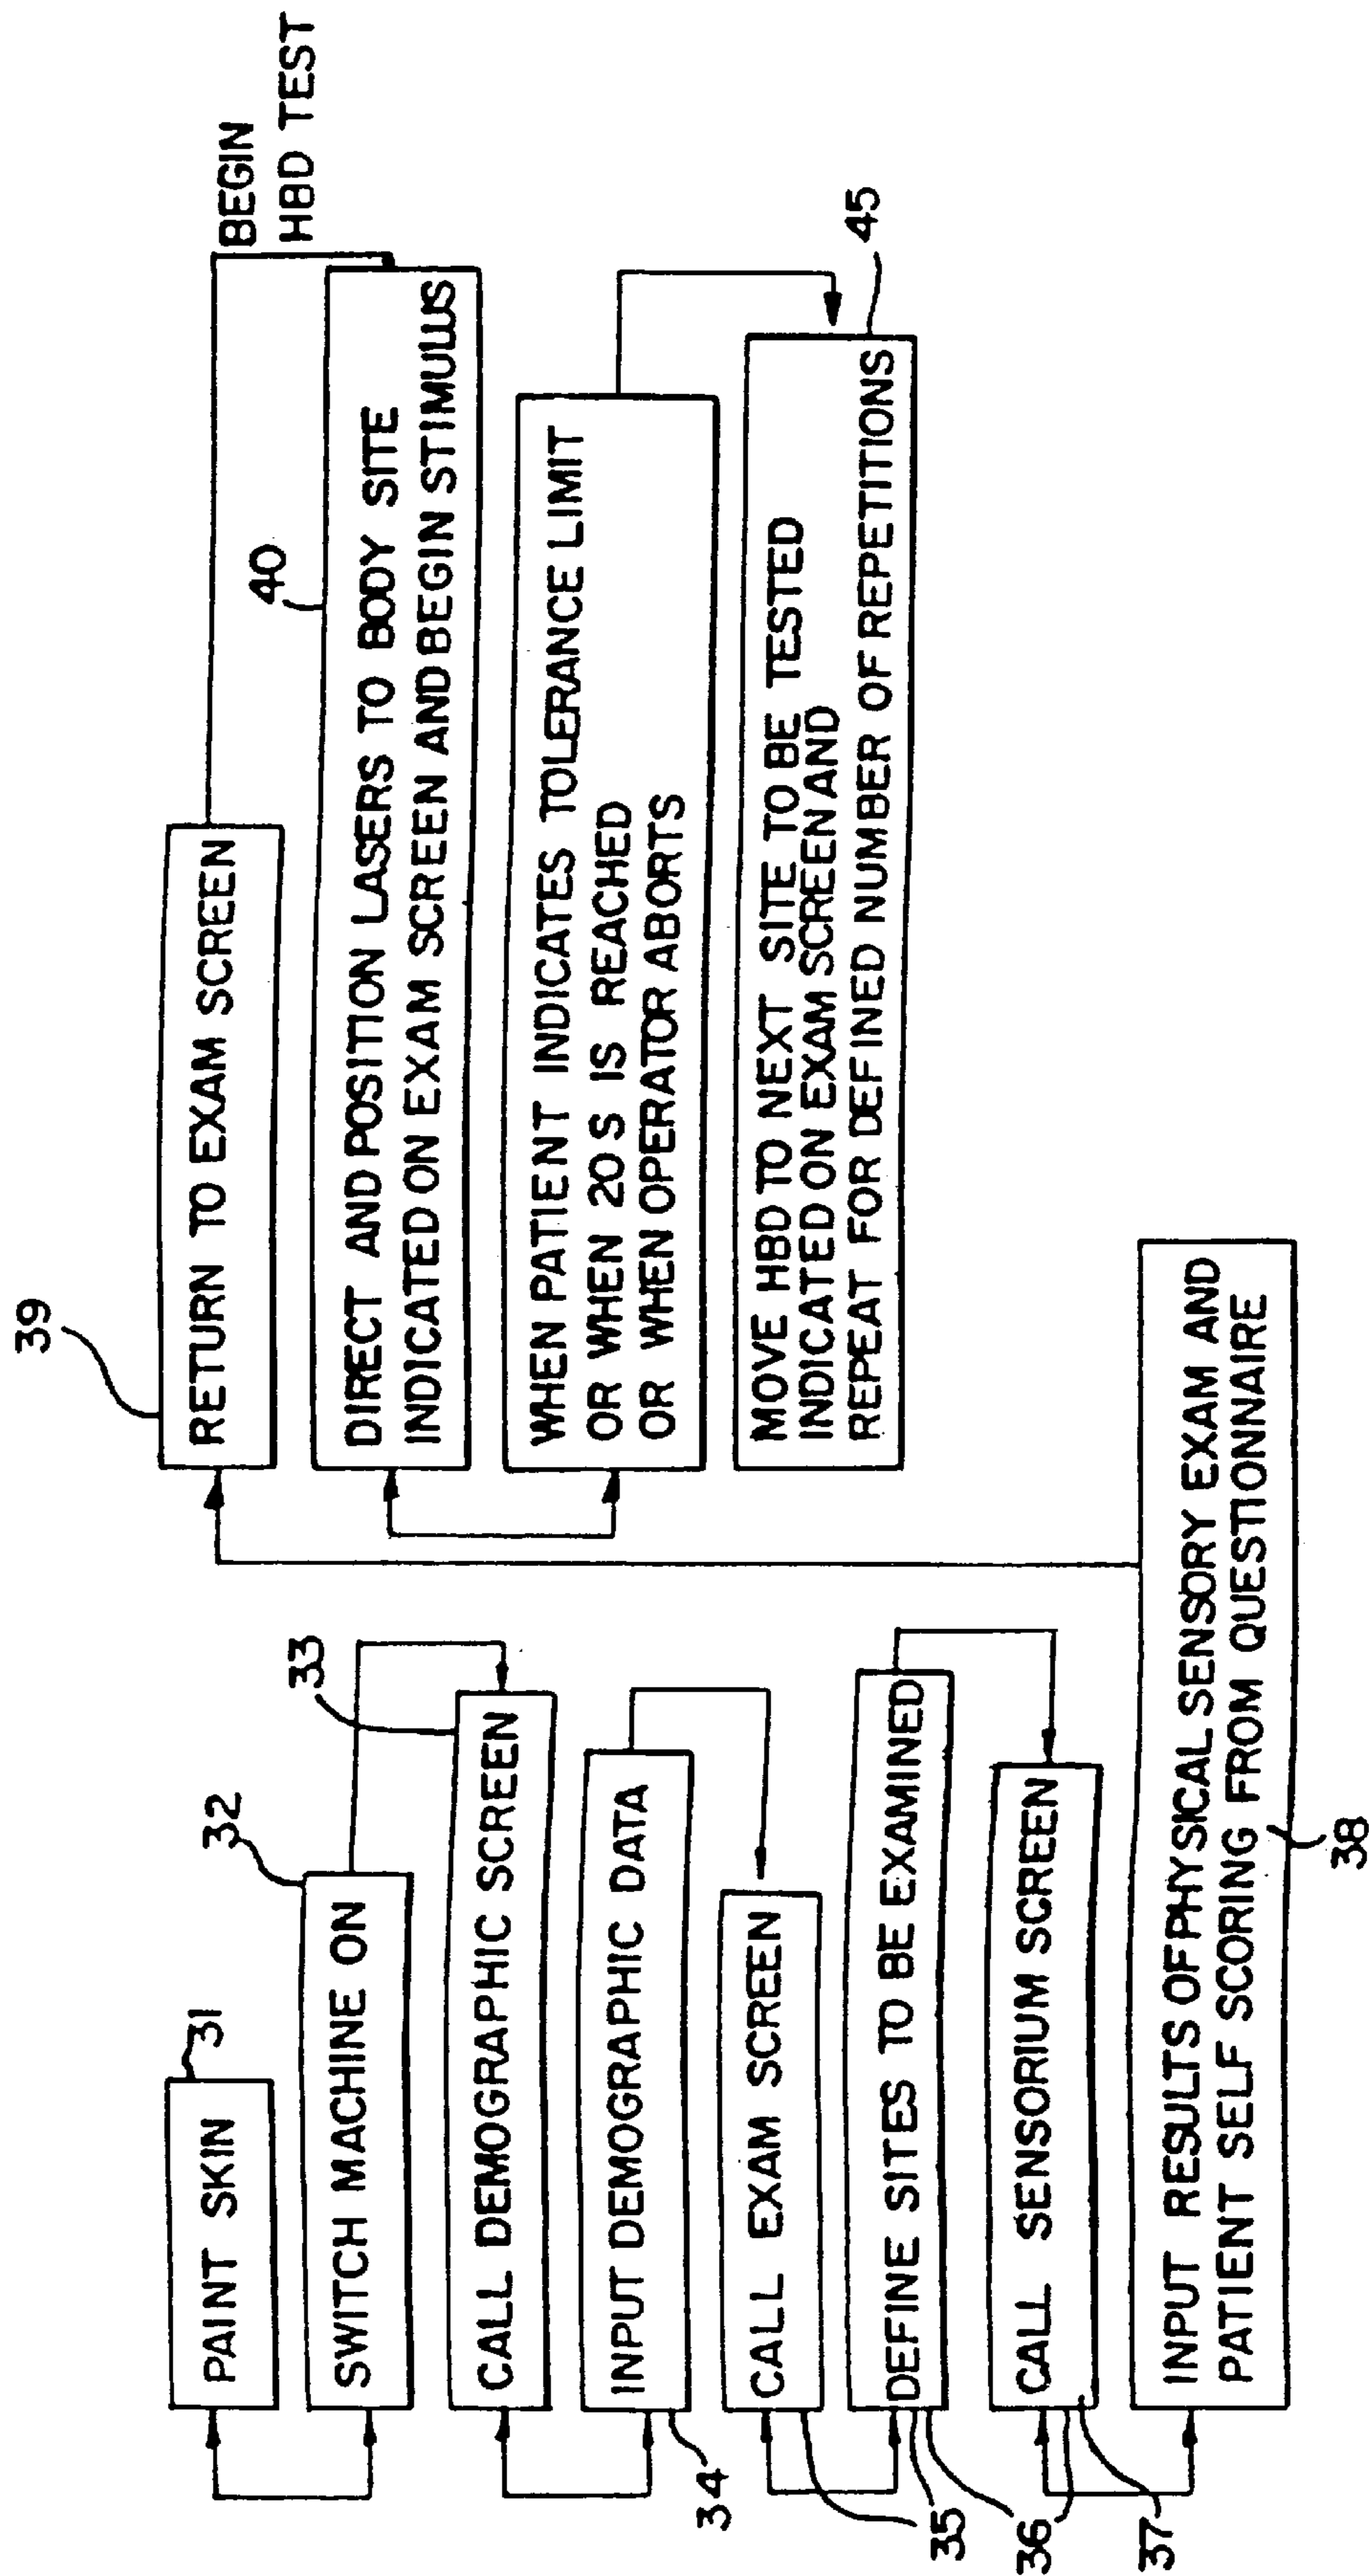 PAINT SKIN
31
SWITCH MACHINE ON
32
CALL DEMOGRAPHIC SCREEN
33
INPUT DEMOGRAPHIC DATA
34
CALL EXAM SCREEN
35
DEFINE SITES TO BE EXAMINED
36
CALL SENSORIUM SCREEN
37
INPUT RESULTS OF PHYSICAL SENSORY EXAM AND
PATIENT SELF SCORING FROM QUESTIONNAIRE
38
39
RETURN TO EXAM SCREEN
BEGIN
HBD TEST
40
DIRECT AND POSITION LASERS TO BODY SITE
INDICATED ON EXAM SCREEN AND BEGIN STIMULUS
WHEN PATIENT INDICATES TOLERANCE LIMIT
OR WHEN 20 S IS REACHED
OR WHEN OPERATOR ABORTS
MOVE HBD TO NEXT SITE TO BE TESTED
INDICATED ON EXAM SCREEN AND
REPEAT FOR DEFINED NUMBER OF REPETITIONS
45